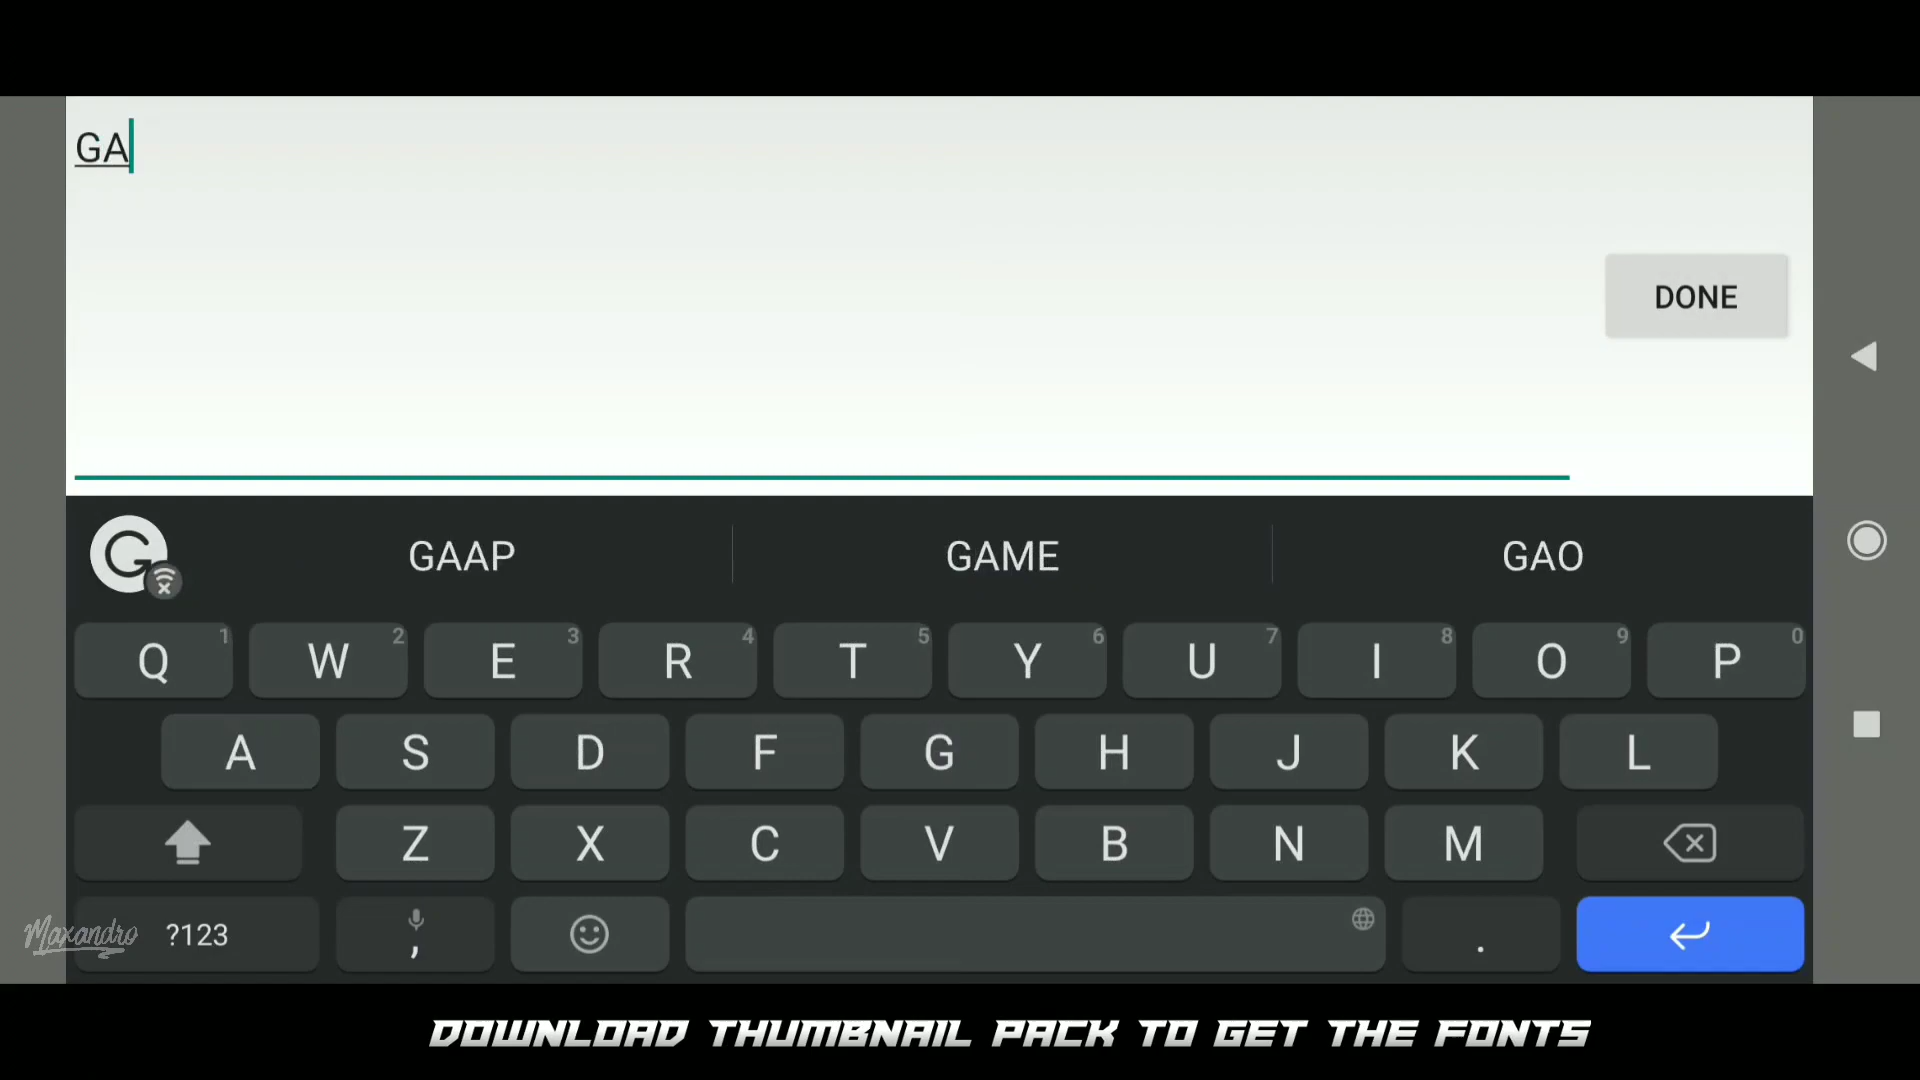 GA
DONE
GAAP GAME GAO
Q 1 W 2 E 3 R 4 T 5 Y 6 U 7 I 8 O 9 P 0
A S D F G H J K L
Z X C V B N M
Maxandro ?123 , .
DOWNLOAD THUMBNAIL PACK TO GET THE FONTS